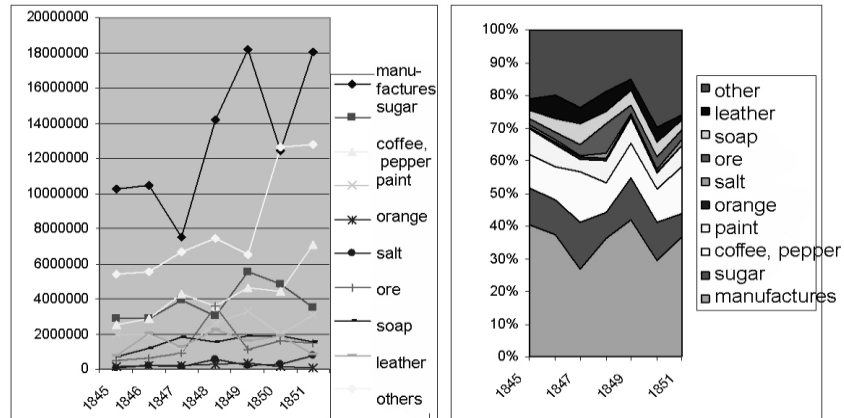 20000000
18000000
16000000
14000000
12000000
10000000
8000000
6000000
4000000
2000000
0
1845
1846
1847
1848
1849
1850
1851
manu-
factures
sugar
coffee,
pepper
paint
orange
salt
ore
soap
leather
others
100%
90%
80%
70%
60%
50%
40%
30%
20%
10%
0%
1845
1847
1849
1851
other
leather
soap
ore
salt
orange
paint
coffee, pepper
sugar
manufactures